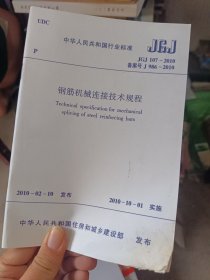 UDC
中华人民共和国行业标准
JGJ
P
JGJ 107-2010
备案号 J 986-2010
钢筋机械连接技术规程
Technical specification for mechanical
splicing of steel reinforcing bars
2010-02-10 发布
2010-10-01 实施
中华人民共和国住房和城乡建设部 发布